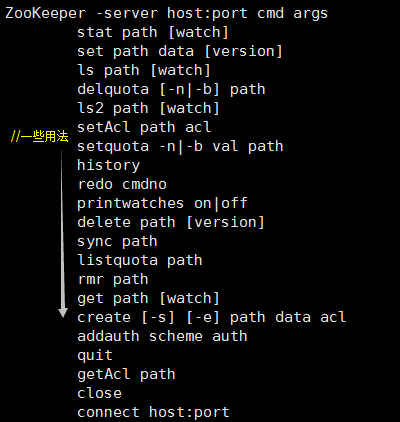 ZooKeeper -server host:port cmd args
stat path [watch]
set path data [version]
ls path [watch]
delquota [-n|-b] path
ls2 path [watch]
setAcl path acl
//一些用法
setquota -n|-b val path
history
redo cmdno
printwatches on|off
delete path [version]
sync path
listquota path
rmr path
get path [watch]
create [-s] [-e] path data acl
addauth scheme auth
quit
getAcl path
close
connect host:port